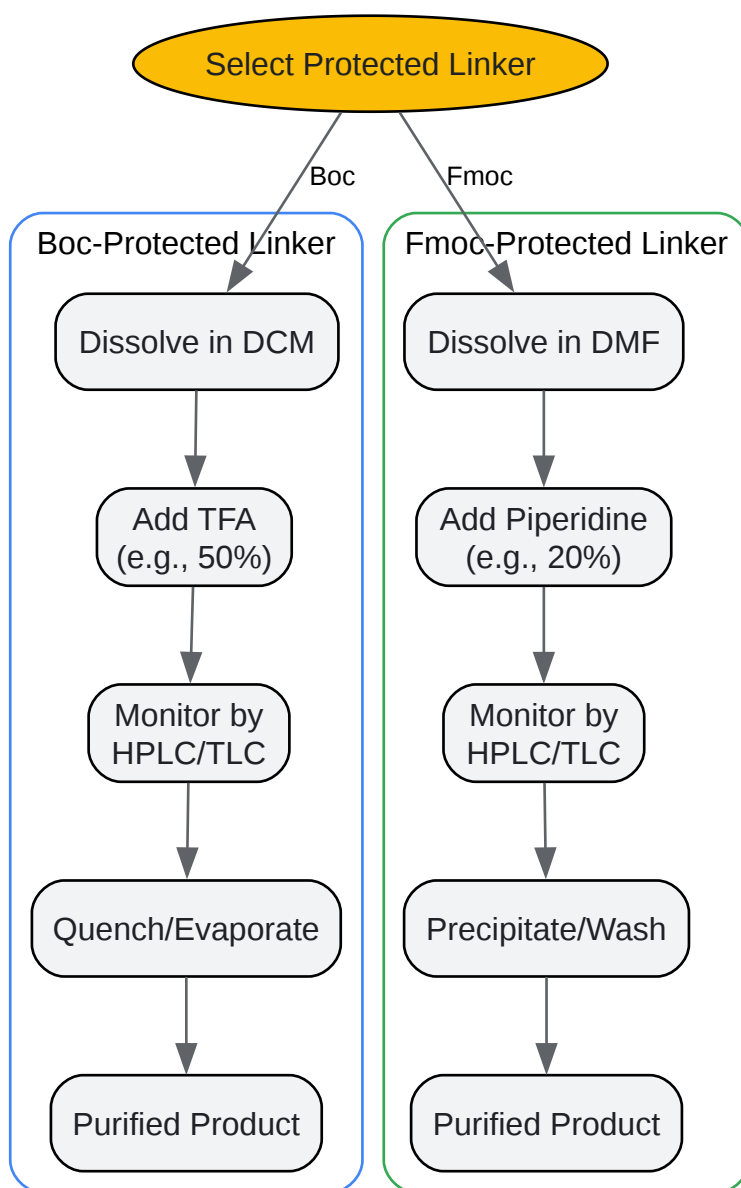 Select Protected Linker
Boc
Fmoc
Boc-Protected Linker
Dissolve in DCM
Add TFA
(e.g., 50%)
Monitor by
HPLC/TLC
Quench/Evaporate
Purified Product
Fmoc-Protected Linker
Dissolve in DMF
Add Piperidine
(e.g., 20%)
Monitor by
HPLC/TLC
Precipitate/Wash
Purified Product